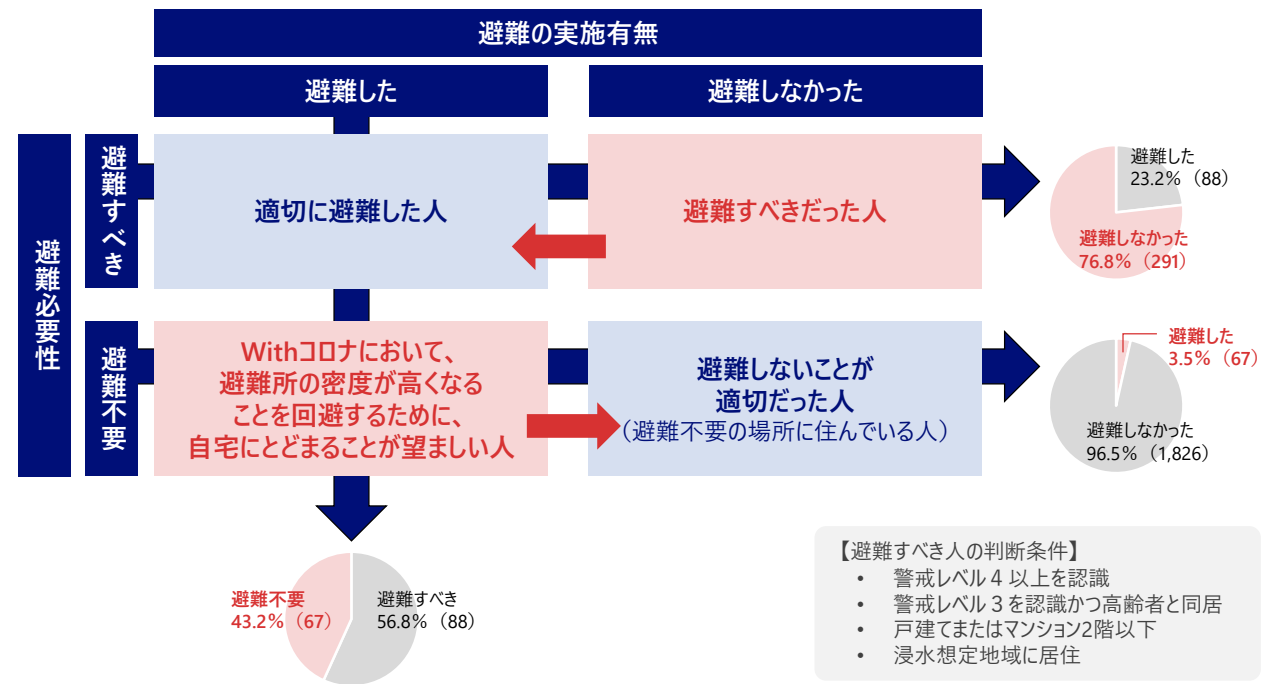 避難の実施有無
避難した
避難しなかった
避難必要性
避難すべき
適切に避難した人
避難すべきだった人
避難した
23.2%（88）
避難しなかった
76.8%（291）
避難不要
Withコロナにおいて、
避難所の密度が高くなる
ことを回避するために、
自宅にとどまることが望ましい人
避難しないことが
適切だった人
（避難不要の場所に住んでいる人）
避難した
3.5%（67）
避難しなかった
96.5%（1,826）
避難不要
43.2%（67）
避難すべき
56.8%（88）
【避難すべき人の判断条件】
• 警戒レベル４以上を認識
• 警戒レベル３を認識かつ高齢者と同居
• 戸建てまたはマンション2階以下
• 浸水想定地域に居住